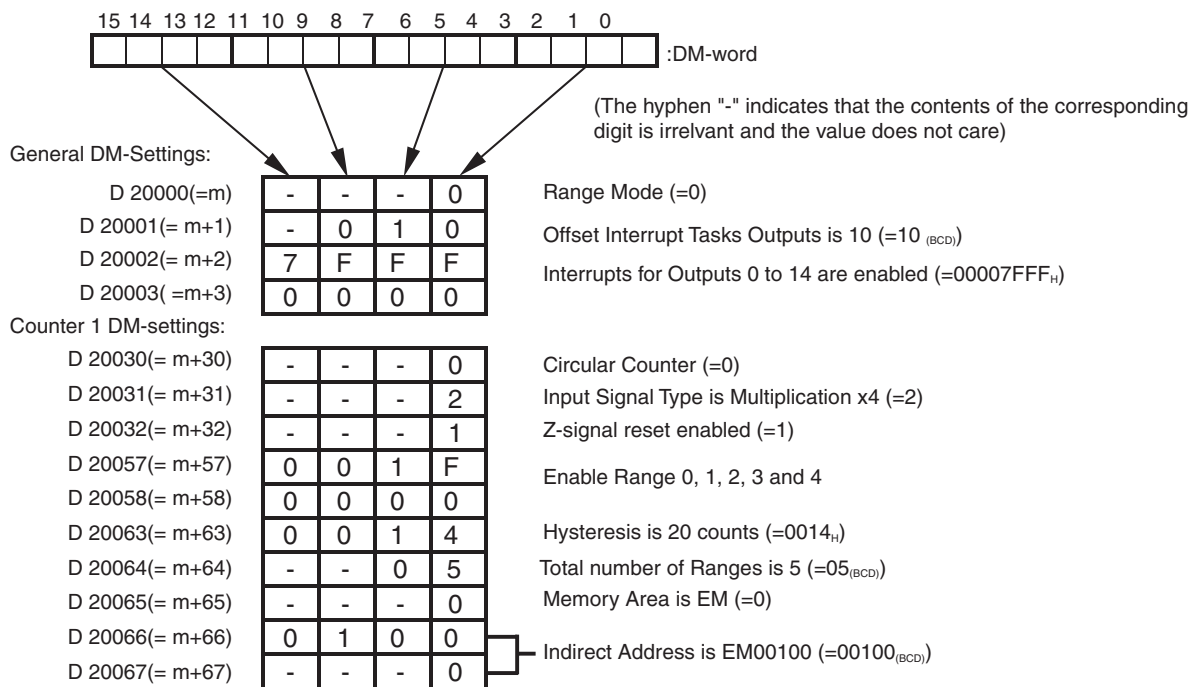 15 14 13 12 11 10 9 8 7 6 5 4 3 2 1 0
:DM-word
(The hyphen "-" indicates that the contents of the corresponding
digit is irrelvant and the value does not care)
General DM-Settings:
D 20000(=m) - - - 0 Range Mode (=0)
D 20001(= m+1) - 0 1 0 Offset Interrupt Tasks Outputs is 10 (=10 (BCD))
D 20002(= m+2) 7 F F F Interrupts for Outputs 0 to 14 are enabled (=00007FFFH)
D 20003( =m+3) 0 0 0 0
Counter 1 DM-settings:
D 20030(= m+30) - - - 0 Circular Counter (=0)
D 20031(= m+31) - - - 2 Input Signal Type is Multiplication x4 (=2)
D 20032(= m+32) - - - 1 Z-signal reset enabled (=1)
D 20057(= m+57) 0 0 1 F Enable Range 0, 1, 2, 3 and 4
D 20058(= m+58) 0 0 0 0
D 20063(= m+63) 0 0 1 4 Hysteresis is 20 counts (=0014H)
D 20064(= m+64) - - 0 5 Total number of Ranges is 5 (=05(BCD))
D 20065(= m+65) - - - 0 Memory Area is EM (=0)
D 20066(= m+66) 0 1 0 0 Indirect Address is EM00100 (=00100(BCD))
D 20067(= m+67) - - - 0